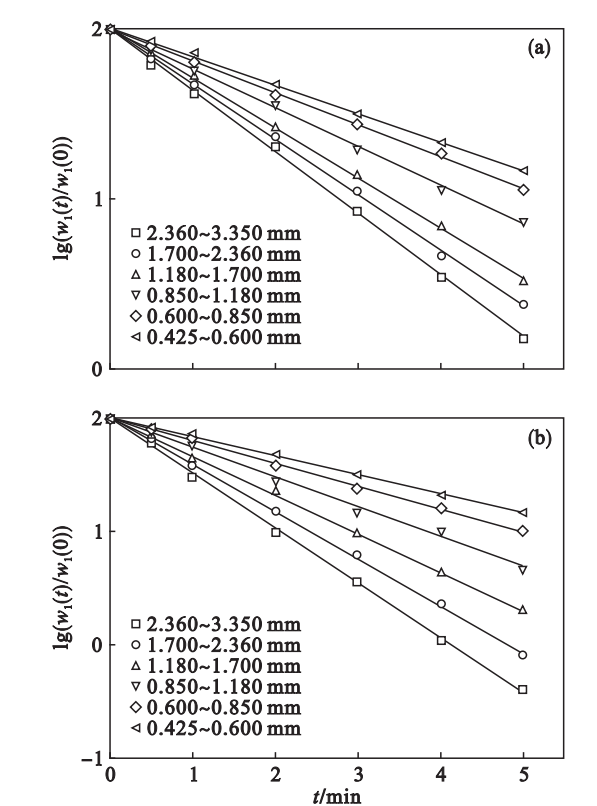 2
(a)
lg(w₁(t)/w₁(0))
1
2.360~3.350 mm
1.700~2.360 mm
1.180~1.700 mm
0.850~1.180 mm
0.600~0.850 mm
0.425~0.600 mm
0
2
(b)
lg(w₁(t)/w₁(0))
1
0
2.360~3.350 mm
1.700~2.360 mm
1.180~1.700 mm
0.850~1.180 mm
0.600~0.850 mm
0.425~0.600 mm
−1
0 1 2 3 4 5
t/min